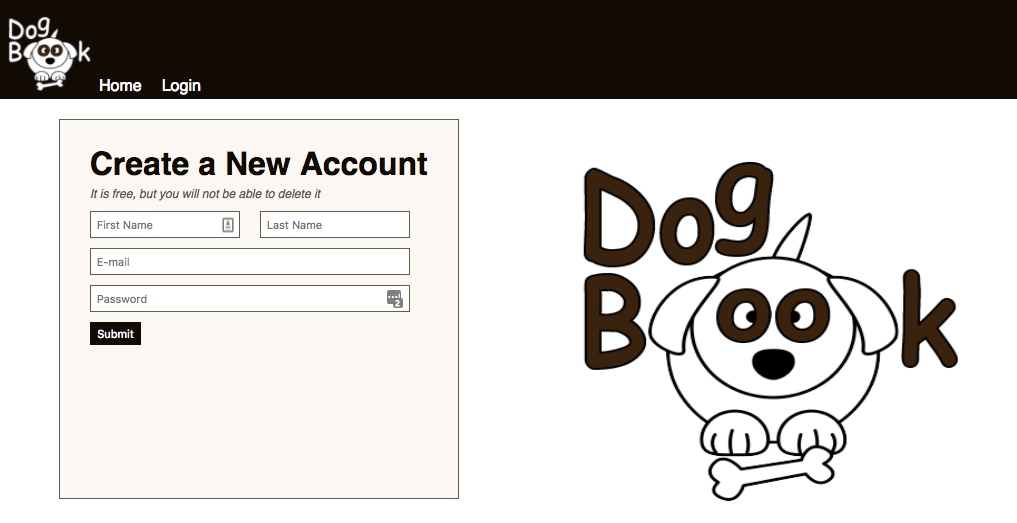 Dog
Book
Home Login
Create a New Account
It is free, but you will not be able to delete it
First Name Last Name
E-mail
Password
2
Submit
Dog
Book